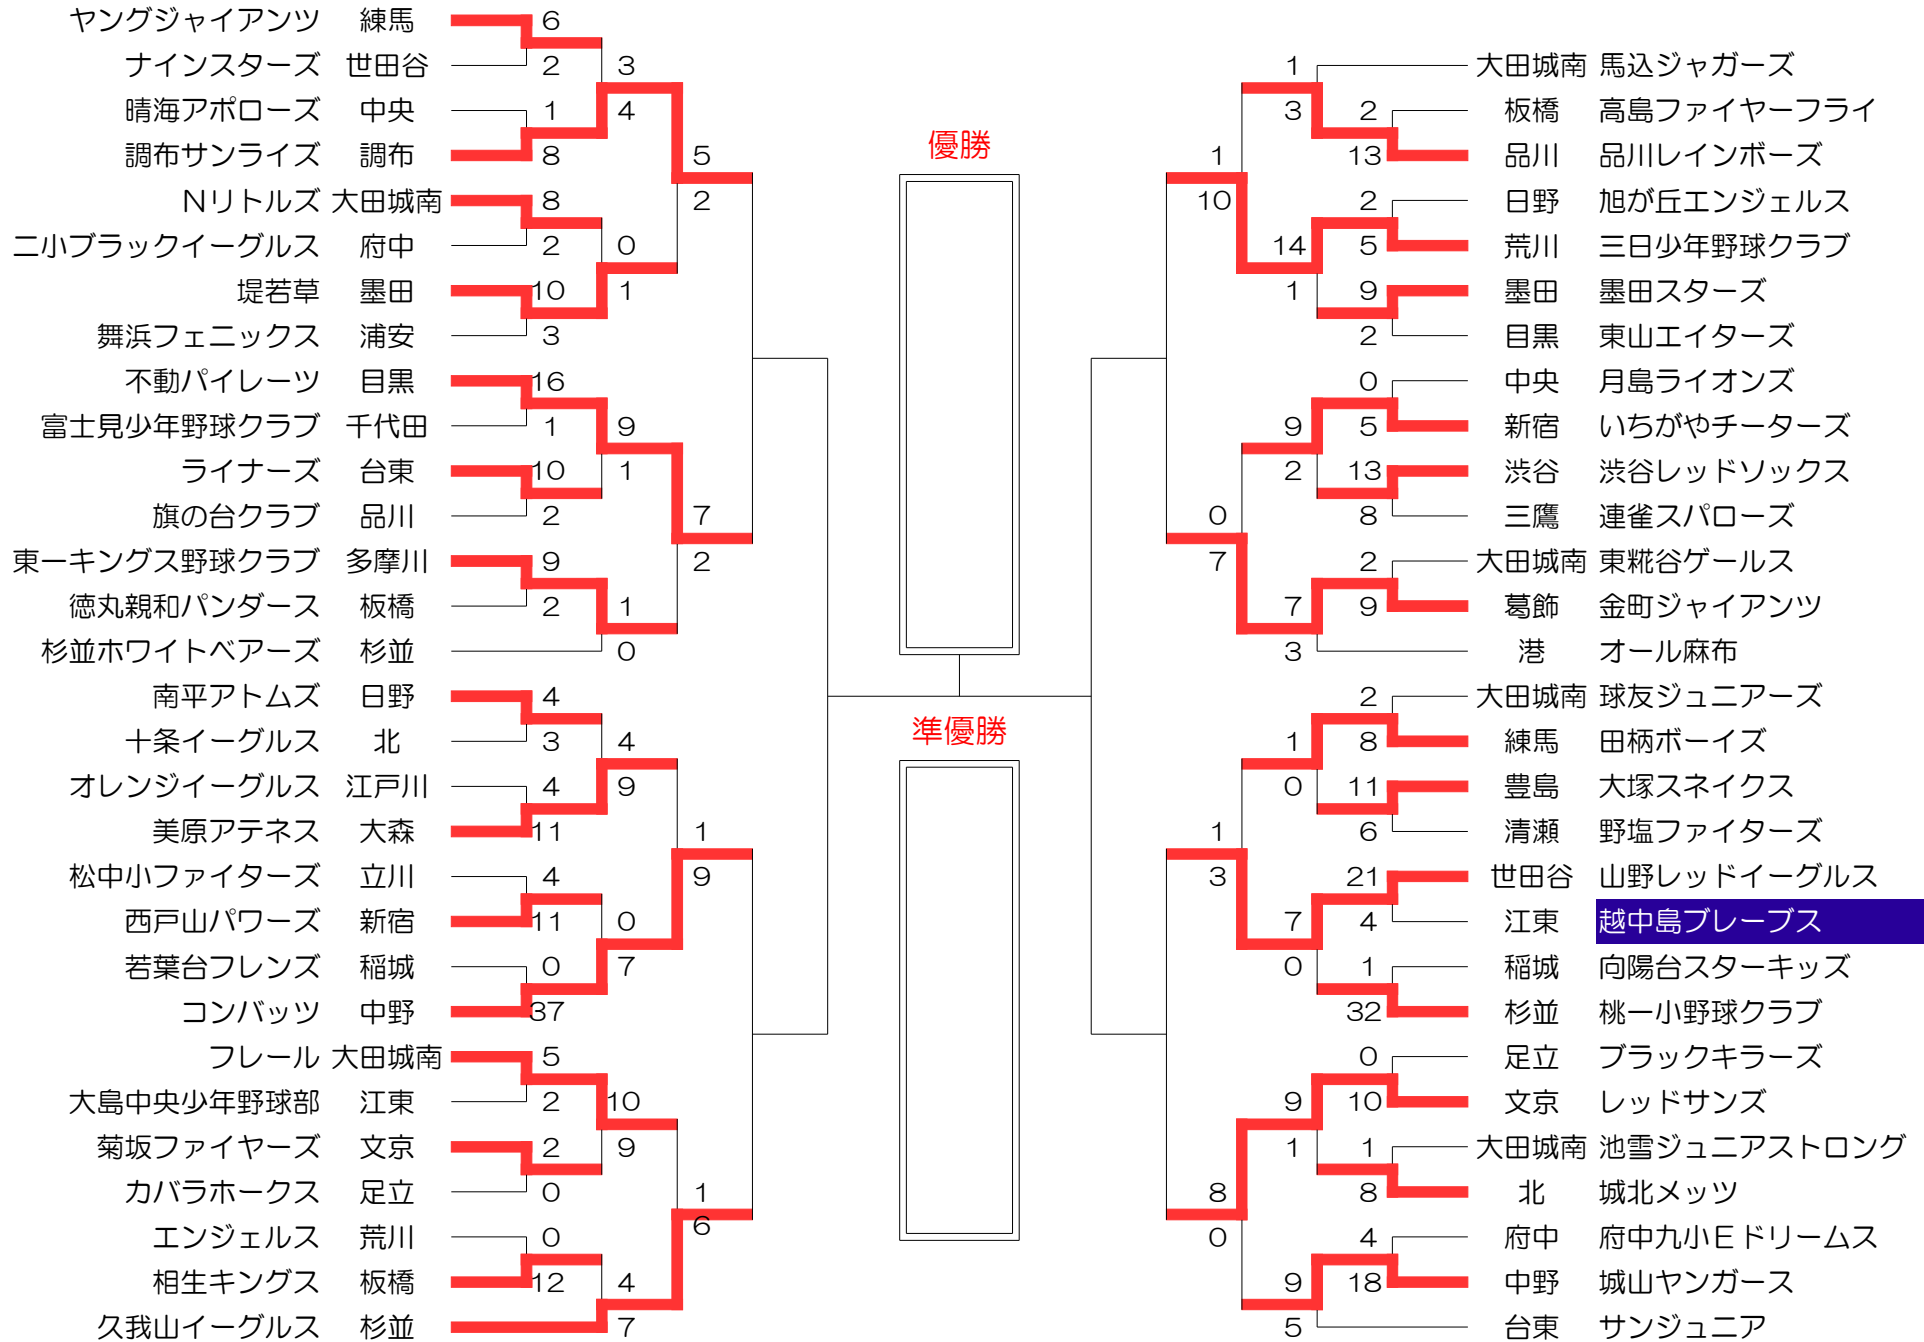 ヤングジャイアンツ 練馬 6
ナインスターズ 世田谷 2 3
晴海アポローズ 中央 1 4
調布サンライズ 調布 8 5
Nリトルズ 大田城南 8 2
二小ブラックイーグルス 府中 2 0
堤若草 墨田 10 1
舞浜フェニックス 浦安 3
不動パイレーツ 目黒 16
富士見少年野球クラブ 千代田 1 9
ライナーズ 台東 10 1
旗の台クラブ 品川 2 7
東一キングス野球クラブ 多摩川 9 2
徳丸親和パンダース 板橋 2 1
杉並ホワイトベアーズ 杉並 0
南平アトムズ 日野 4
十条イーグルス 北 3 4
オレンジイーグルス 江戸川 4 9
美原アテネス 大森 11 1
松中小ファイターズ 立川 4 9
西戸山パワーズ 新宿 11 0
若葉台フレンズ 稲城 0 7
コンバッツ 中野 37
フレール 大田城南 5
大島中央少年野球部 江東 2 10
菊坂ファイヤーズ 文京 2 9
カバラホークス 足立 0 1
エンジェルス 荒川 0 6
相生キングス 板橋 12 4
久我山イーグルス 杉並 7
優勝
準優勝
1 大田城南 馬込ジャガーズ
3 2 板橋 高島ファイヤーフライ
1 13 品川 品川レインボーズ
10 2 日野 旭が丘エンジェルス
14 5 荒川 三日少年野球クラブ
1 9 墨田 墨田スターズ
2 目黒 東山エイターズ
0 中央 月島ライオンズ
9 5 新宿 いちがやチーターズ
2 13 渋谷 渋谷レッドソックス
0 8 三鷹 連雀スパローズ
7 2 大田城南 東糀谷ゲールス
7 9 葛飾 金町ジャイアンツ
3 港 オール麻布
2 大田城南 球友ジュニアーズ
1 8 練馬 田柄ボーイズ
0 11 豊島 大塚スネイクス
1 6 清瀬 野塩ファイターズ
3 21 世田谷 山野レッドイーグルス
7 4 江東 越中島ブレーブス
0 1 稲城 向陽台スターキッズ
32 杉並 桃一小野球クラブ
0 足立 ブラックキラーズ
9 10 文京 レッドサンズ
1 1 大田城南 池雪ジュニアストロング
8 8 北 城北メッツ
0 4 府中 府中九小Eドリームス
9 18 中野 城山ヤンガース
5 台東 サンジュニア